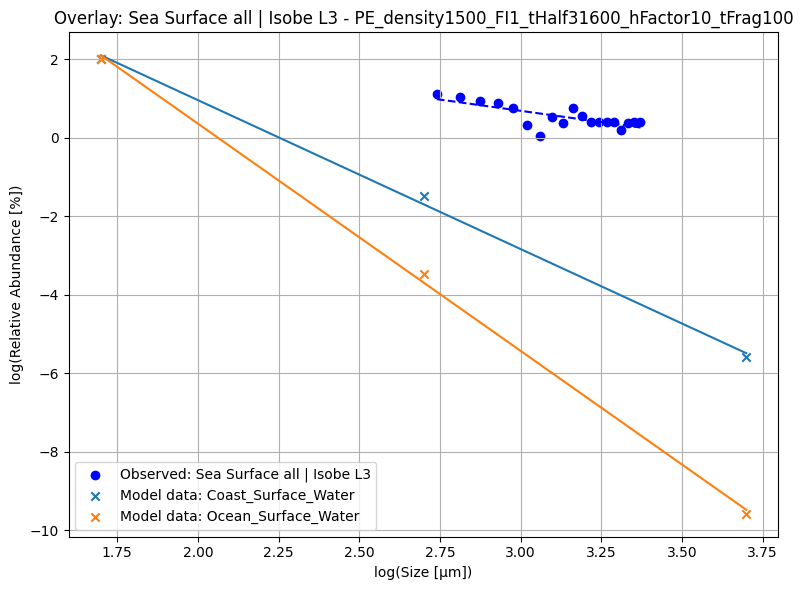 Overlay: Sea Surface all | Isobe L3 - PE_density1500_FI1_tHalf31600_hFactor10_tFrag100
log(Relative Abundance [%])
2
0
−2
−4
−6
−8
−10
Observed: Sea Surface all | Isobe L3
Model data: Coast_Surface_Water
Model data: Ocean_Surface_Water
1.75 2.00 2.25 2.50 2.75 3.00 3.25 3.50 3.75
log(Size [μm])